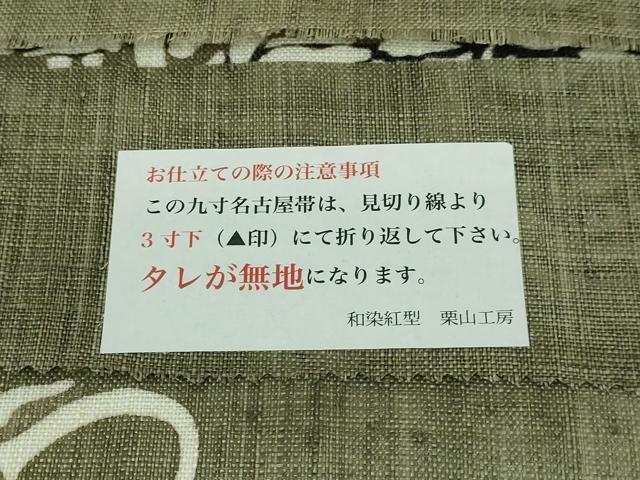 お仕立ての際の注意事項
この九寸名古屋帯は、見切り線より
3寸下（▲印）にて折り返して下さい。
タレが無地になります。
和染紅型　栗山工房